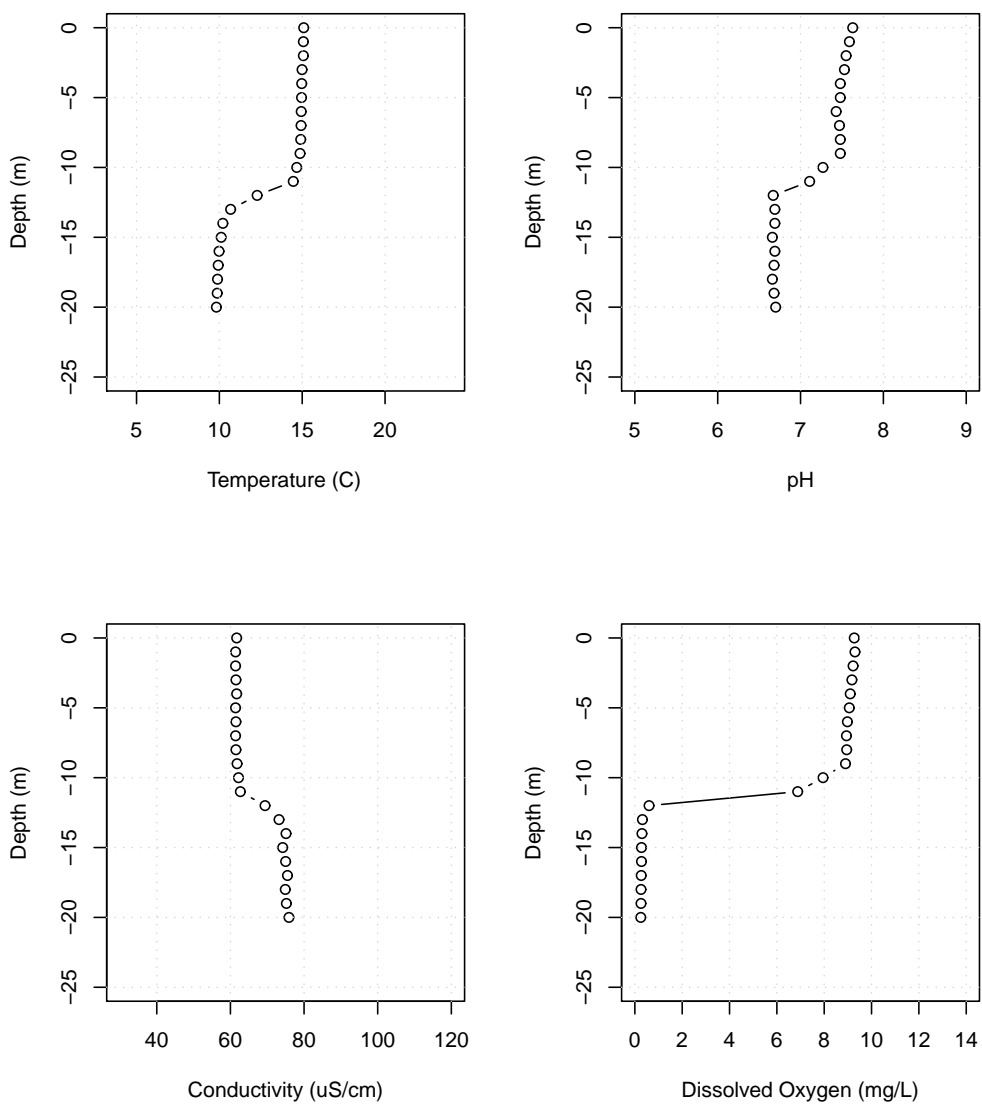 0
−5
−10
−15
−20
−25
Depth (m)
5 10 15 20
Temperature (C)
0
−5
−10
−15
−20
−25
Depth (m)
5 6 7 8 9
pH
0
−5
−10
−15
−20
−25
Depth (m)
40 60 80 100 120
Conductivity (uS/cm)
0
−5
−10
−15
−20
−25
Depth (m)
0 2 4 6 8 10 12 14
Dissolved Oxygen (mg/L)